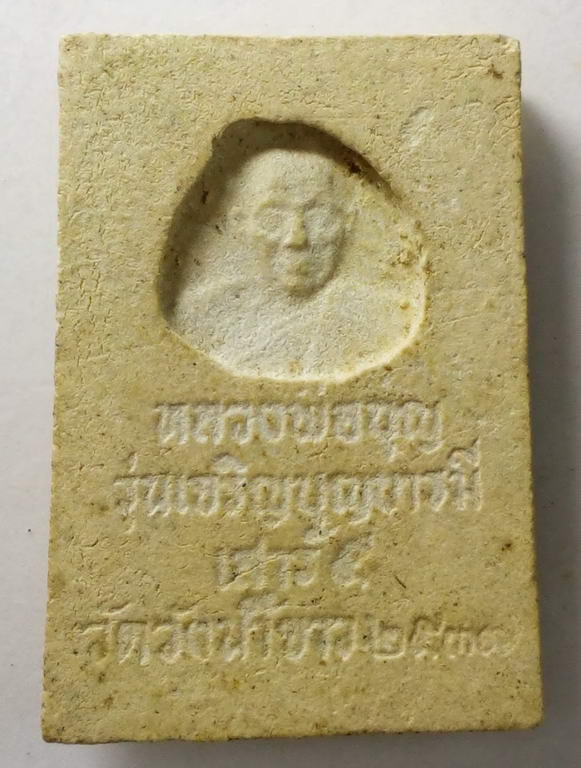 หลวงพ่อบุญ
รุ่นเจริญบุญบารมี
เสาร์ ๕
วัดวังน้ำขาว ๒๕๓๗